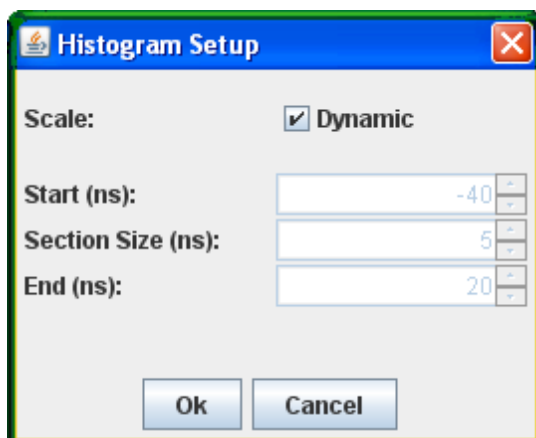 Histogram Setup
Scale: Dynamic
Start (ns): -40
Section Size (ns): 5
End (ns): 20
Ok Cancel